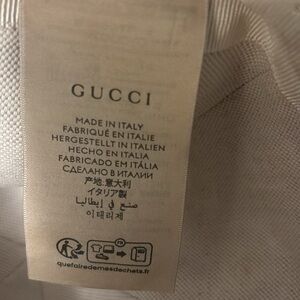 GUCCI
MADE IN ITALY
FABRIQUÉ EN ITALIE
HERGESTELLT IN ITALIEN
HECHO EN ITALIA
FABRICADO EM ITÁLIA
СДЕЛАНО В ИТАЛИИ
产地:意大利
イタリア製
صنع في إيطاليا
이태리제
FR
quefairedemesdechets.fr